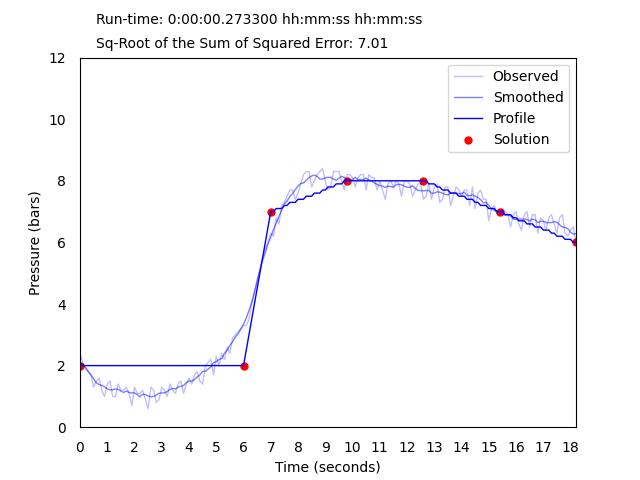 Run-time: 0:00:00.273300 hh:mm:ss hh:mm:ss
Sq-Root of the Sum of Squared Error: 7.01
12
10
8
6
4
2
0
Pressure (bars)
Observed
Smoothed
Profile
Solution
0 1 2 3 4 5 6 7 8 9 10 11 12 13 14 15 16 17 18
Time (seconds)